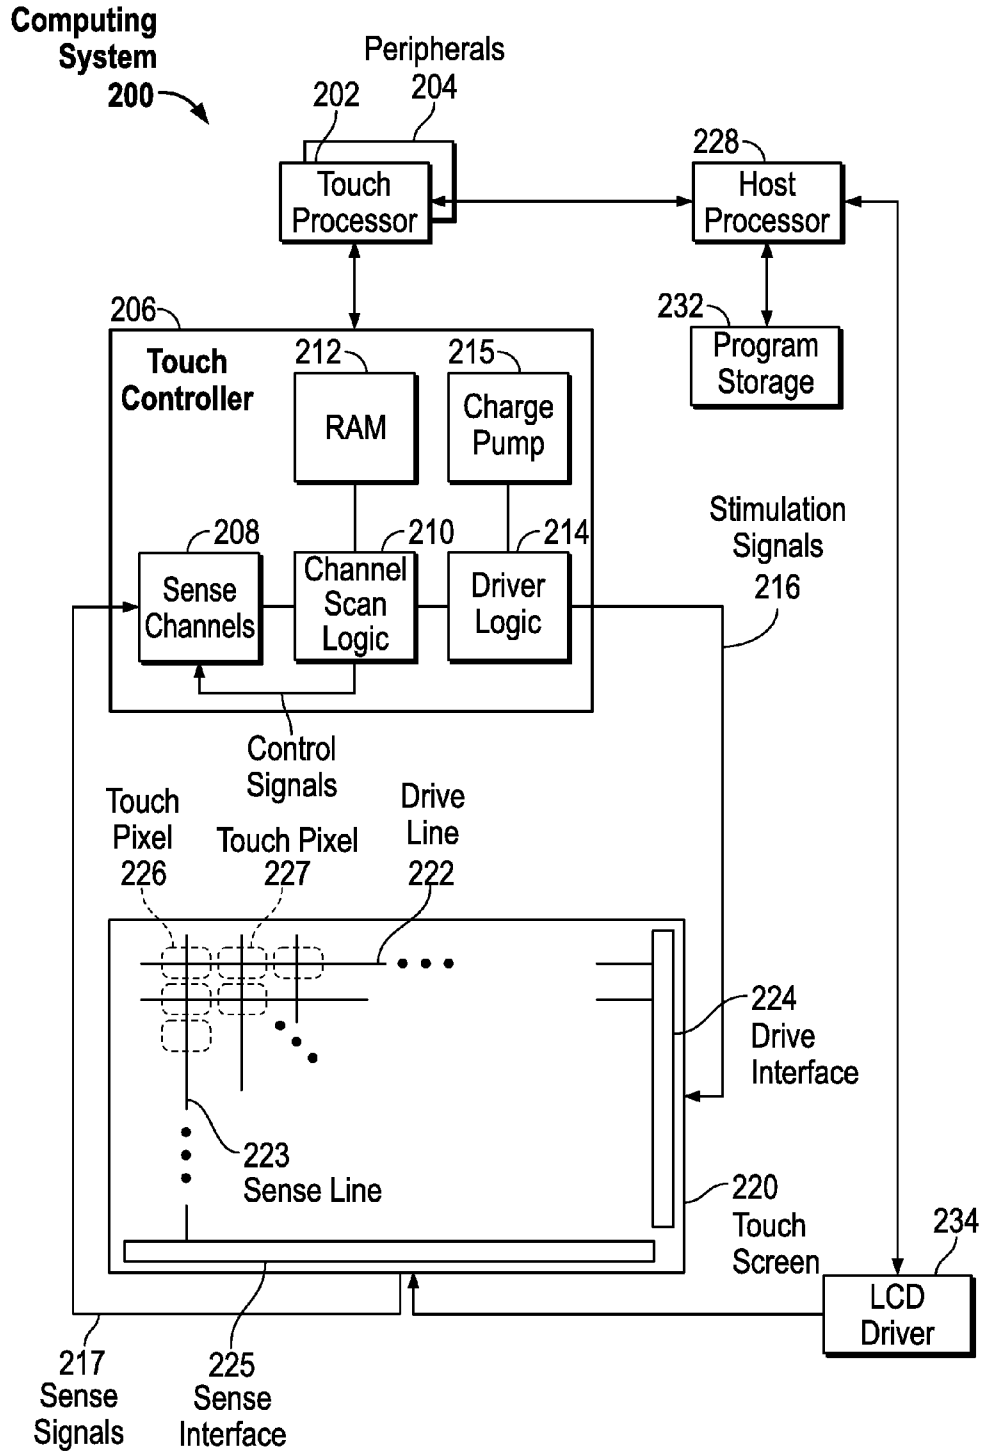 Computing
System
200
Peripherals
204
202
Touch
Processor
228
Host
Processor
206
Touch
Controller
212
RAM
215
Charge
Pump
232
Program
Storage
208
Sense
Channels
210
Channel
Scan
Logic
214
Driver
Logic
Stimulation
Signals
216
Control
Signals
Touch
Pixel
226
Touch Pixel
227
Drive
Line
222
224
Drive
Interface
223
Sense Line
220
Touch
Screen
234
LCD
Driver
217
Sense
Signals
225
Sense
Interface